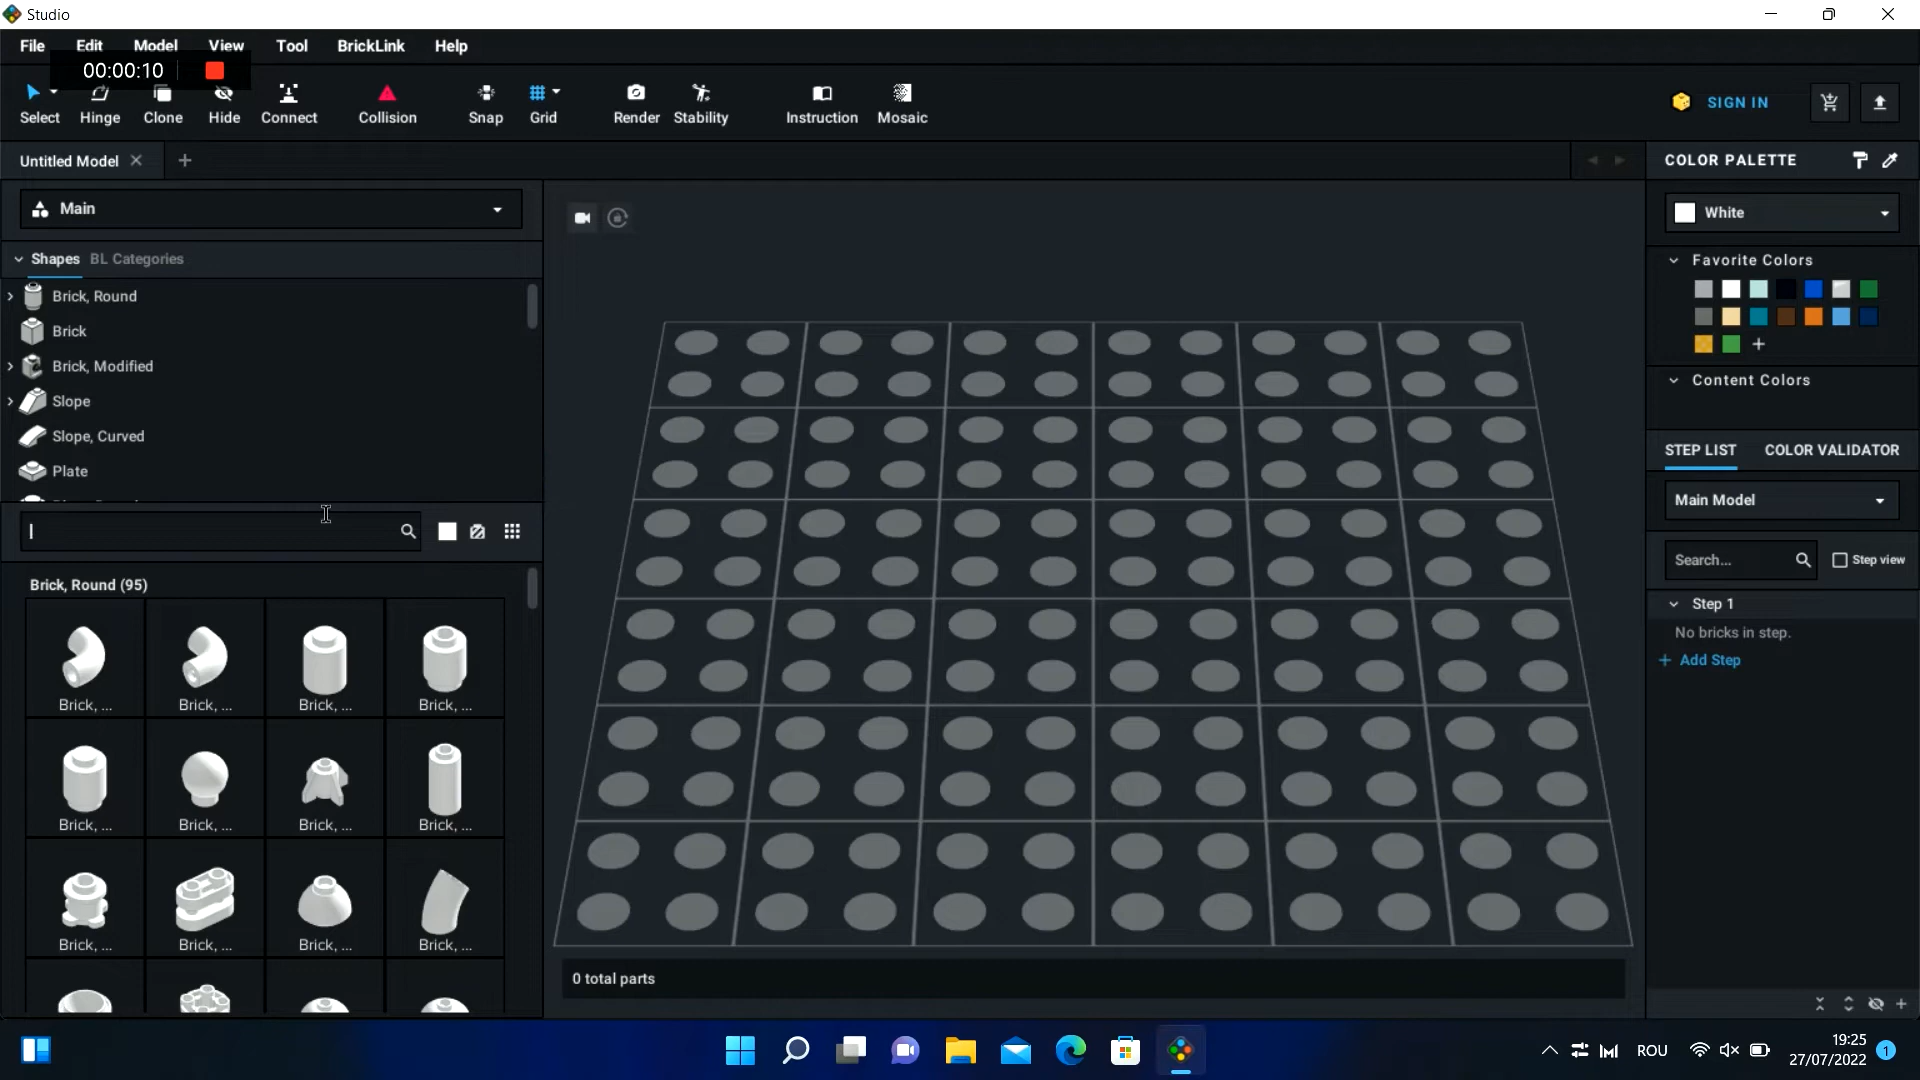 Studio
File Edit Model View Tool BrickLink Help
00:00:10
Select Hinge Clone Hide Connect Collision Snap Grid Render Stability Instruction Mosaic
SIGN IN
Untitled Model
COLOR PALETTE
Main
White
Shapes BL Categories
Favorite Colors
Brick, Round
Brick
Brick, Modified
Content Colors
Slope
Slope, Curved
STEP LIST COLOR VALIDATOR
Plate
Main Model
Search... Step view
Brick, Round (95)
Step 1
No bricks in step.
+ Add Step
Brick, ... Brick, ... Brick, ... Brick, ...
Brick, ... Brick, ... Brick, ... Brick, ...
Brick, ... Brick, ... Brick, ... Brick, ...
0 total parts
ROU
19:25
27/07/2022
1